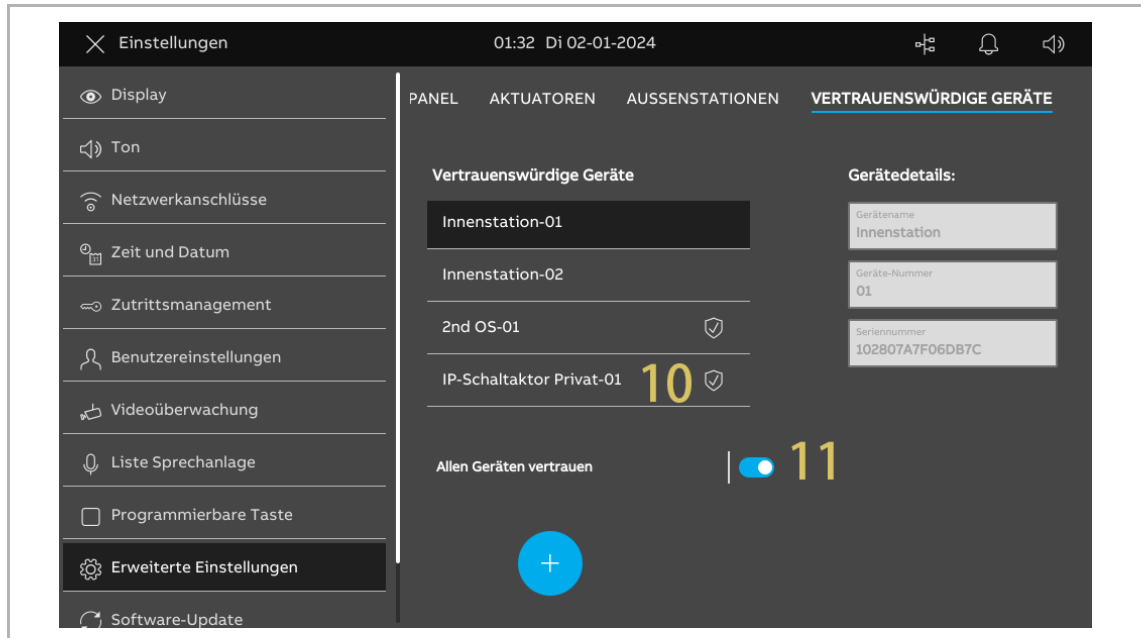 Einstellungen 01:32 Di 02-01-2024
Display
Ton
Netzwerkanschlüsse
Zeit und Datum
Zutrittsmanagement
Benutzereinstellungen
Videoüberwachung
Liste Sprechanlage
Programmierbare Taste
Erweiterte Einstellungen
Software-Update
PANEL AKTUATOREN AUSSENSTATIONEN VERTRAUENSWÜRDIGE GERÄTE
Vertrauenswürdige Geräte
Innenstation-01
Innenstation-02
2nd OS-01
IP-Schaltaktor Privat-01 10
Allen Geräten vertrauen 11
+
Gerätedetails:
Gerätename
Innenstation
Geräte-Nummer
01
Seriennummer
102807A7F06DB7C